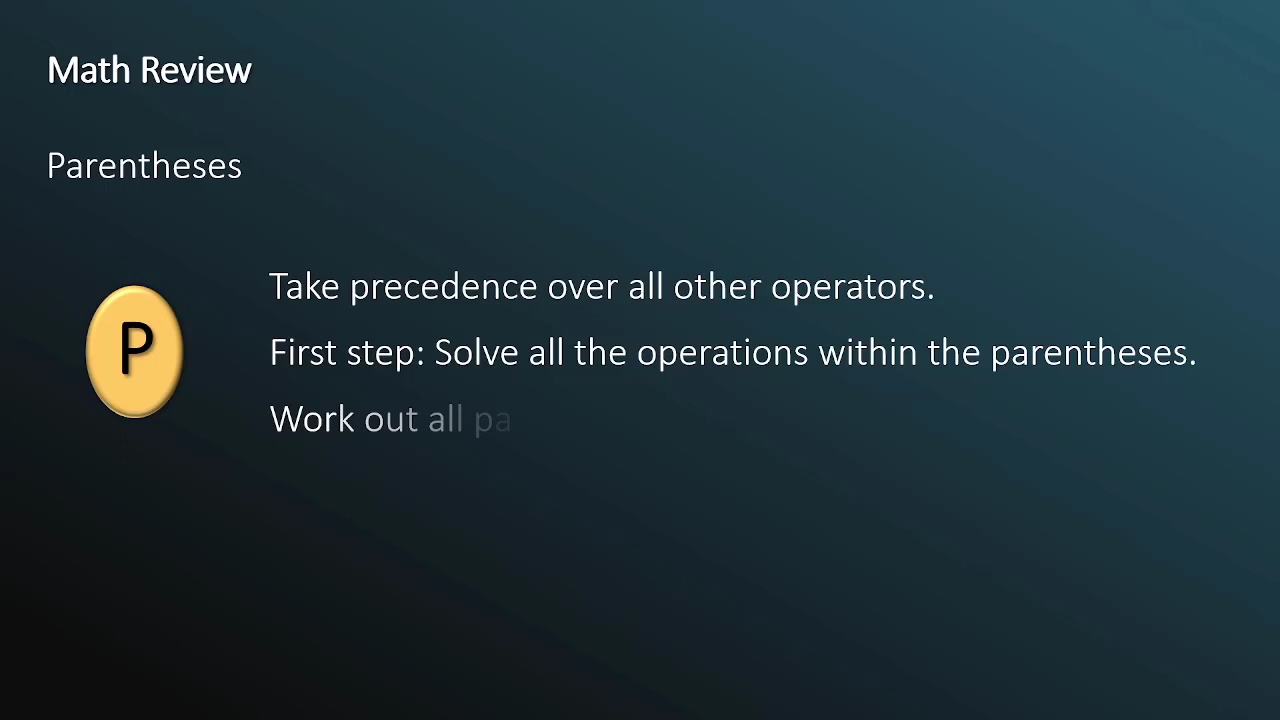 Math Review
Parentheses
P
Take precedence over all other operators.
First step: Solve all the operations within the parentheses.
Work out all pa